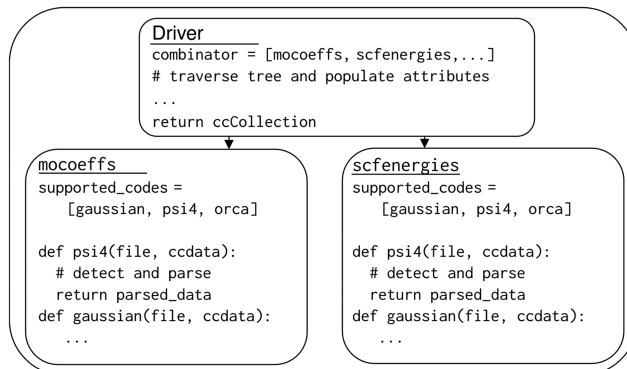 Driver
combinator = [mocoeffs, scfenergies,...]
# traverse tree and populate attributes
...
return ccCollection
mocoeffs
supported_codes =
[gaussian, psi4, orca]
def psi4(file, ccdata):
# detect and parse
return parsed_data
def gaussian(file, ccdata):
...
scfenergies
supported_codes =
[gaussian, psi4, orca]
def psi4(file, ccdata):
# detect and parse
return parsed_data
def gaussian(file, ccdata):
...